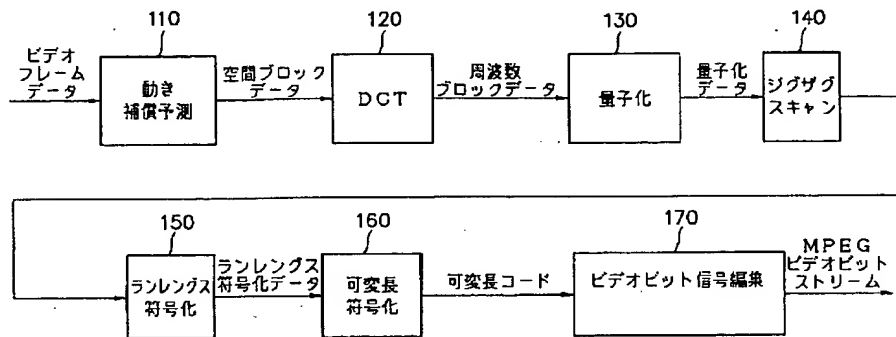 110
120
130
140
ビデオ
フレーム
データ
動き
補償予測
空間ブロック
データ
DCT
周波数
ブロックデータ
量子化
量子化
データ
ジグザグ
スキャン
150
160
170
ランレングス
符号化
ランレングス
符号化データ
可変長
符号化
可変長コード
ビデオビット信号編集
MPEG
ビデオビット
ストリーム